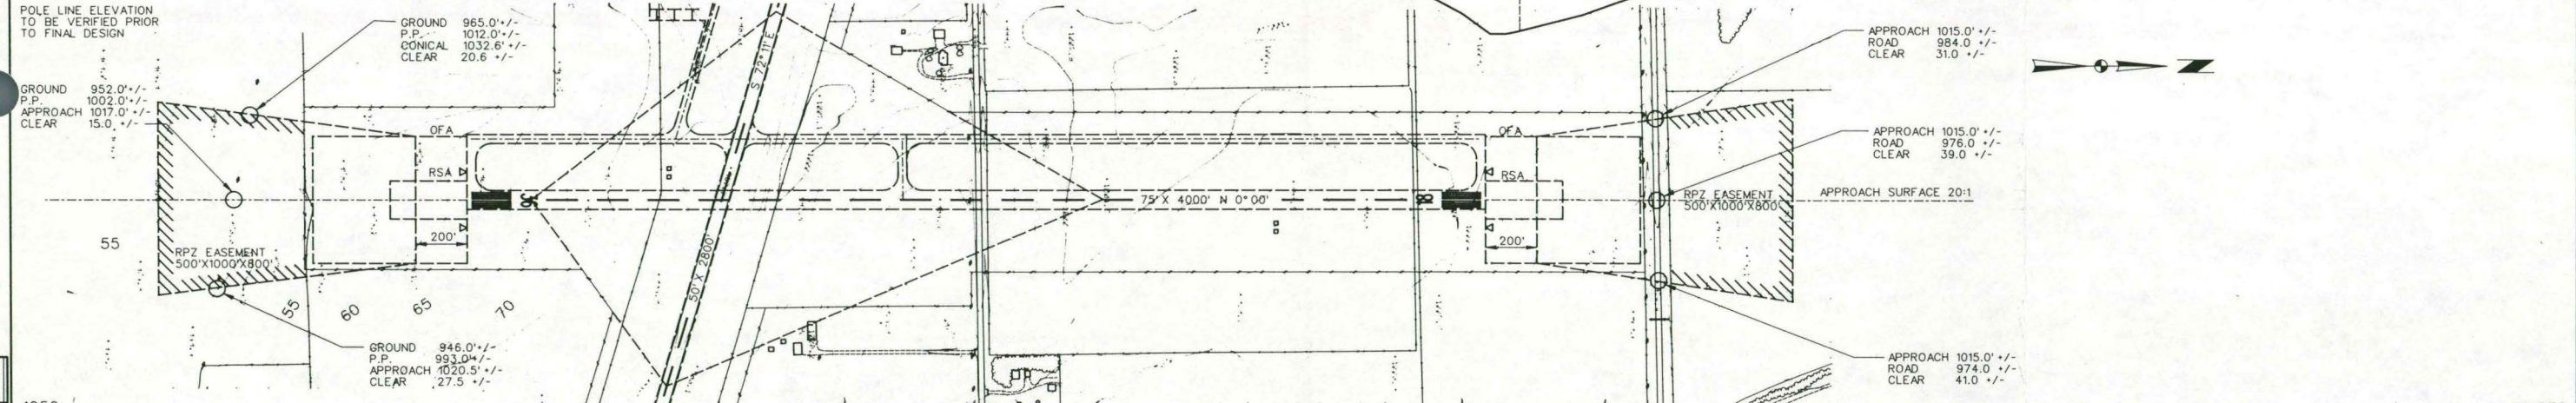 POLE LINE ELEVATION
TO BE VERIFIED PRIOR
TO FINAL DESIGN
GROUND 965.0'+/-
P.P. 1012.0'+/-
CONICAL 1032.6' +/-
CLEAR 20.6 +/-
GROUND 952.0'+/-
P.P. 1002.0'+/-
APPROACH 1017.0' +/-
CLEAR 15.0 +/-
OFA
RSA
200'
RPZ EASEMENT
500'X1000'X800'
55
55
60
65
70
GROUND 946.0'+/-
P.P. 993.0'+/-
APPROACH 1020.5'+/-
CLEAR 27.5 +/-
36
S 72°11' E
50' X 2800'
75' X 4000' N 0°00'
18
OFA
RSA
200'
RPZ EASEMENT
500'X1000'X800'
APPROACH SURFACE 20:1
APPROACH 1015.0' +/-
ROAD 984.0 +/-
CLEAR 31.0 +/-
APPROACH 1015.0' +/-
ROAD 976.0 +/-
CLEAR 39.0 +/-
APPROACH 1015.0' +/-
ROAD 974.0 +/-
CLEAR 41.0 +/-
N